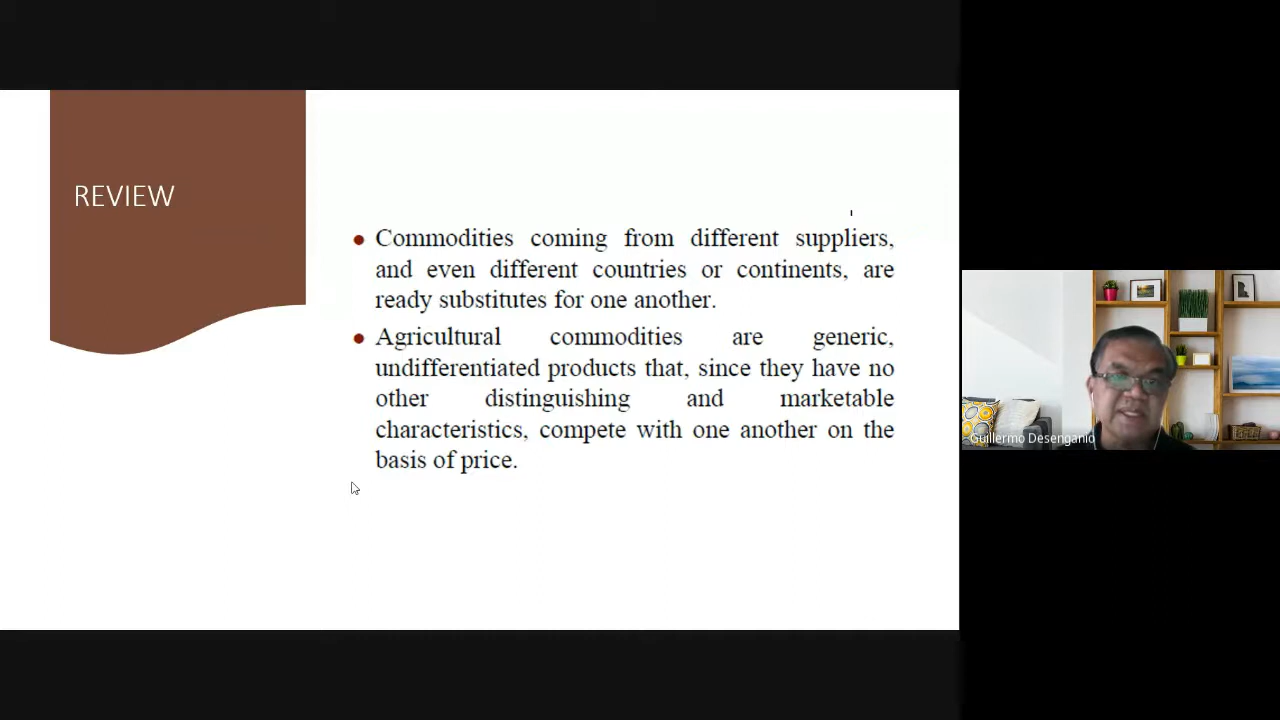 REVIEW
Commodities coming from different suppliers,
and even different countries or continents, are
ready substitutes for one another.
Agricultural commodities are generic,
undifferentiated products that, since they have no
other distinguishing and marketable
characteristics, compete with one another on the
basis of price.
Guillermo Desenganio